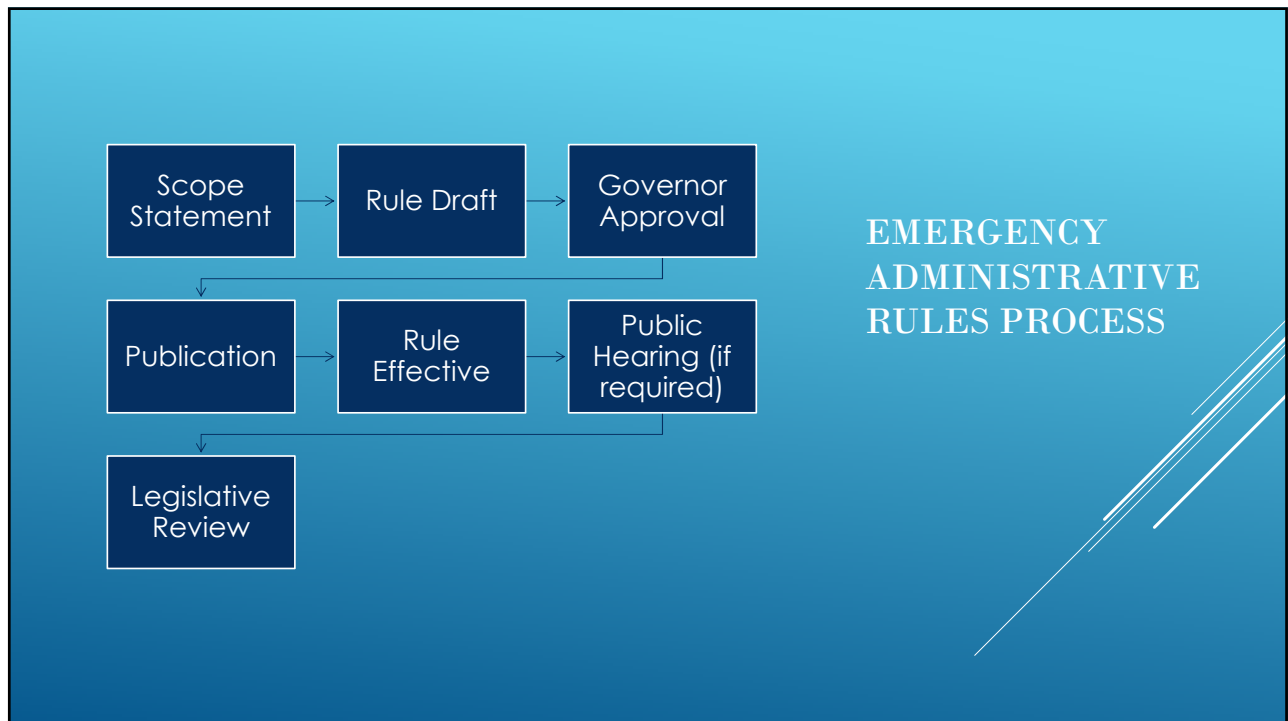 Scope
Statement
Rule Draft
Governor
Approval
Publication
Rule
Effective
Public
Hearing (if
required)
Legislative
Review
EMERGENCY
ADMINISTRATIVE
RULES PROCESS